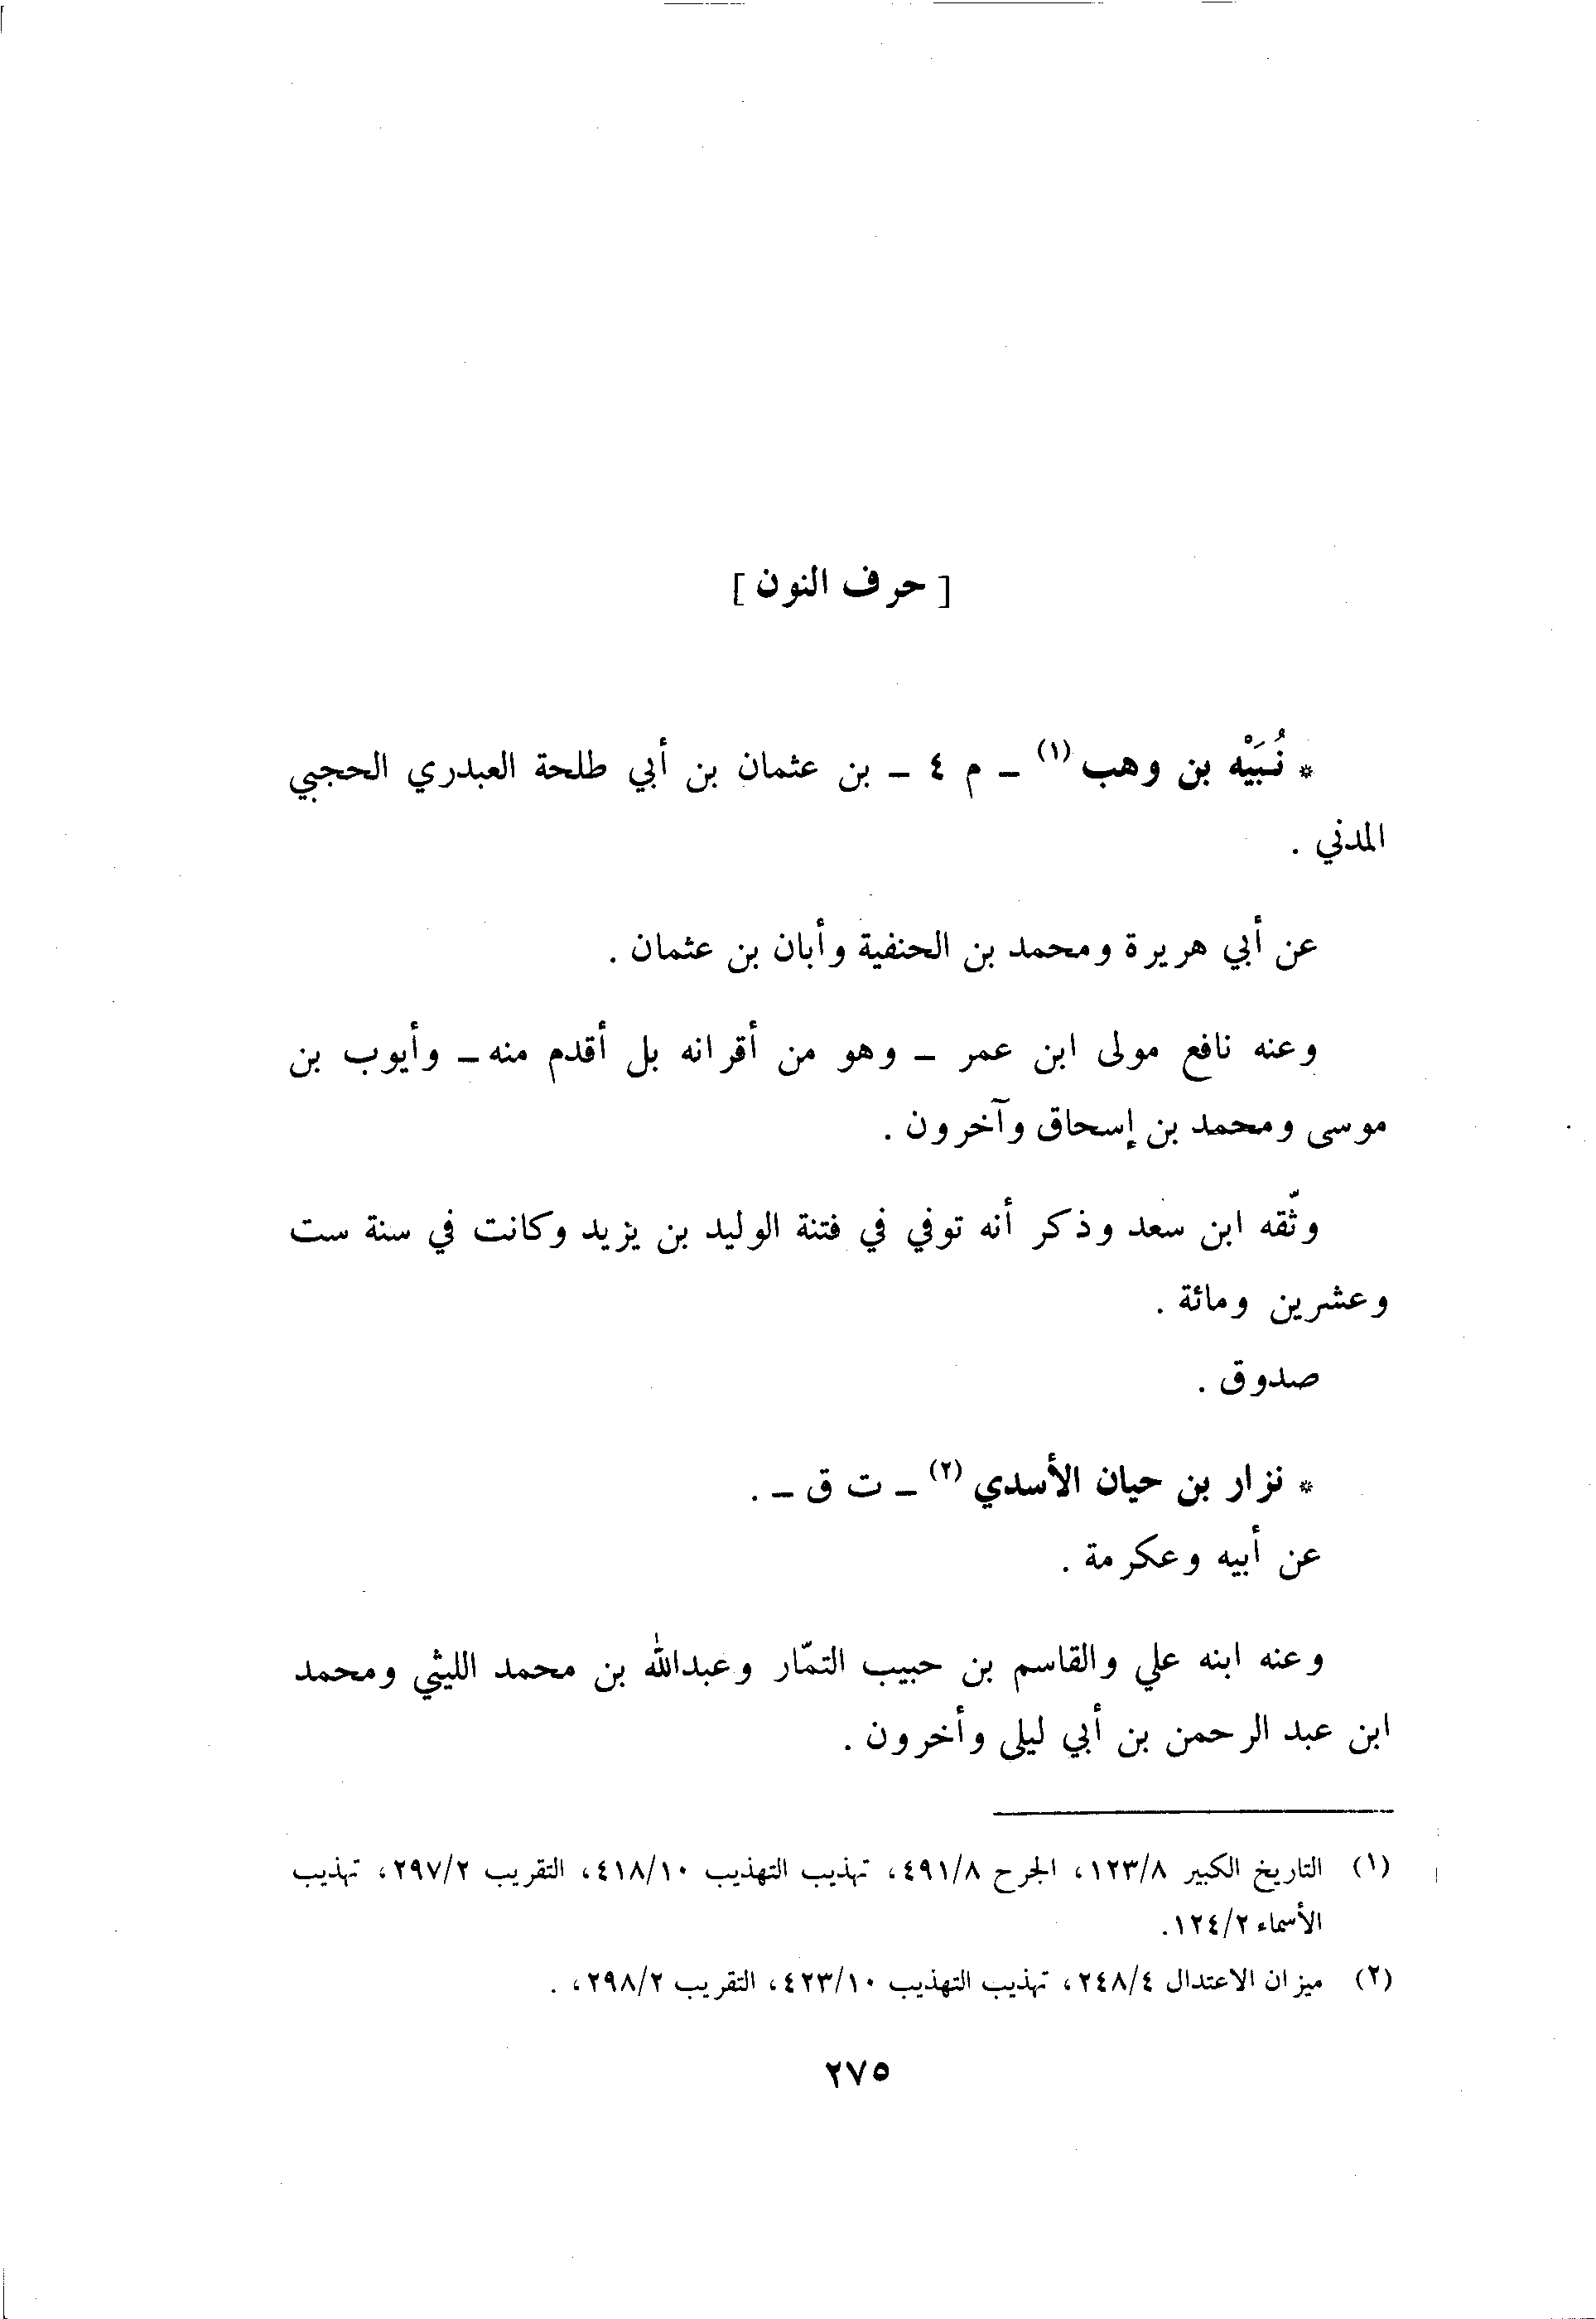 [ حرف النون ]
* نُبَيْه بن وهب (١) ـ م ٤ ـ بن عثمان بن أبي طلحة العبدري الحجبي
المدني .
عن أبي هريرة ومحمد بن الحنفية وأبان بن عثمان .
وعنه نافع مولى ابن عمر ـ وهو من أقرانه بل أقدم منه ـ وأيوب بن
موسى ومحمد بن إسحاق وآخرون .
وثّقه ابن سعد وذكر أنه توفي في فتنة الوليد بن يزيد وكانت في سنة ست
وعشرين ومائة .
صدوق .
* نزار بن حيان الأسدي (٢) ـ ت ق ـ .
عن أبيه وعكرمة .
وعنه ابنه علي والقاسم بن حبيب التمّار وعبدالله بن محمد الليثي ومحمد
ابن عبد الرحمن بن أبي ليلى وأخرون .
(١) التاريخ الكبير ١٢٣/٨، الجرح ٤٩١/٨، تهذيب التهذيب ٤١٨/١٠، التقريب ٢٩٧/٢، تهذيب
الأسماء ١٢٤/٢.
(٢) ميزان الاعتدال ٢٤٨/٤، تهذيب التهذيب ٤٢٣/١٠، التقريب ٢٩٨/٢، .
٢٧٥